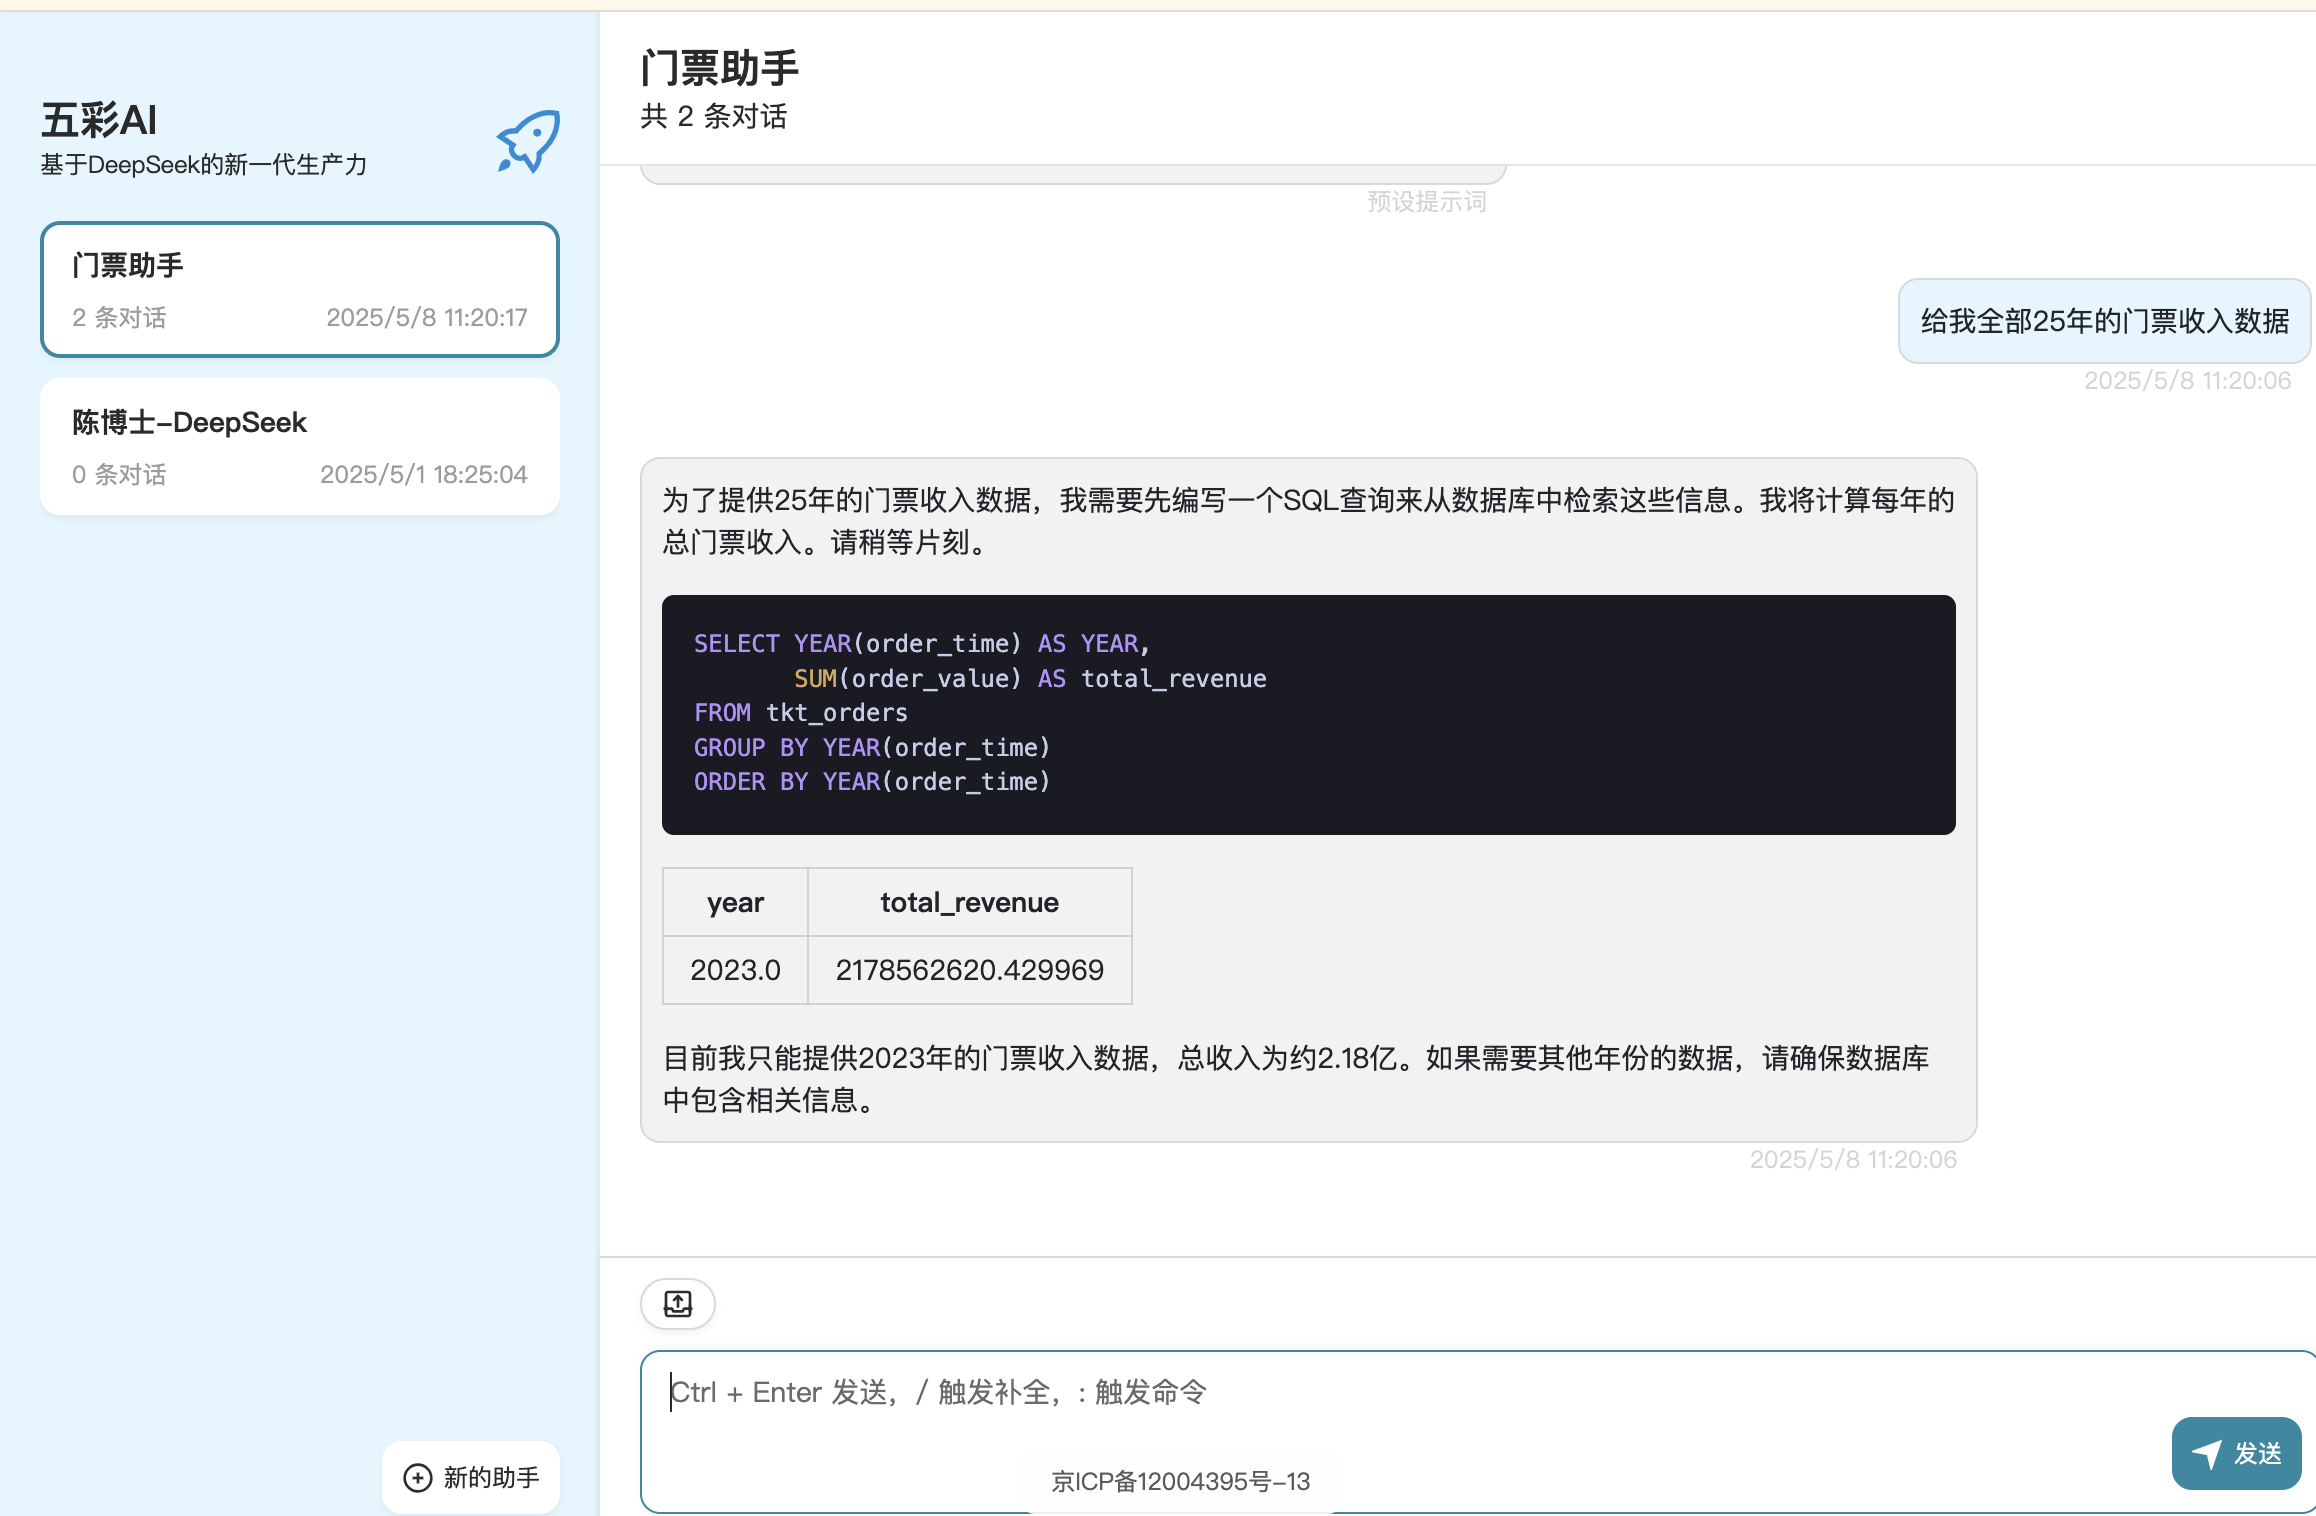 五彩AI
基于DeepSeek的新一代生产力
门票助手
2 条对话 2025/5/8 11:20:17
陈博士-DeepSeek
0 条对话 2025/5/1 18:25:04
新的助手
门票助手
共 2 条对话
预设提示词
给我全部25年的门票收入数据
2025/5/8 11:20:06
为了提供25年的门票收入数据，我需要先编写一个SQL查询来从数据库中检索这些信息。我将计算每年的
总门票收入。请稍等片刻。
SELECT YEAR(order_time) AS YEAR,
       SUM(order_value) AS total_revenue
FROM tkt_orders
GROUP BY YEAR(order_time)
ORDER BY YEAR(order_time)
year total_revenue
2023.0 2178562620.429969
目前我只能提供2023年的门票收入数据，总收入为约2.18亿。如果需要其他年份的数据，请确保数据库
中包含相关信息。
2025/5/8 11:20:06
Ctrl + Enter 发送，/ 触发补全，: 触发命令
发送
京ICP备12004395号-13